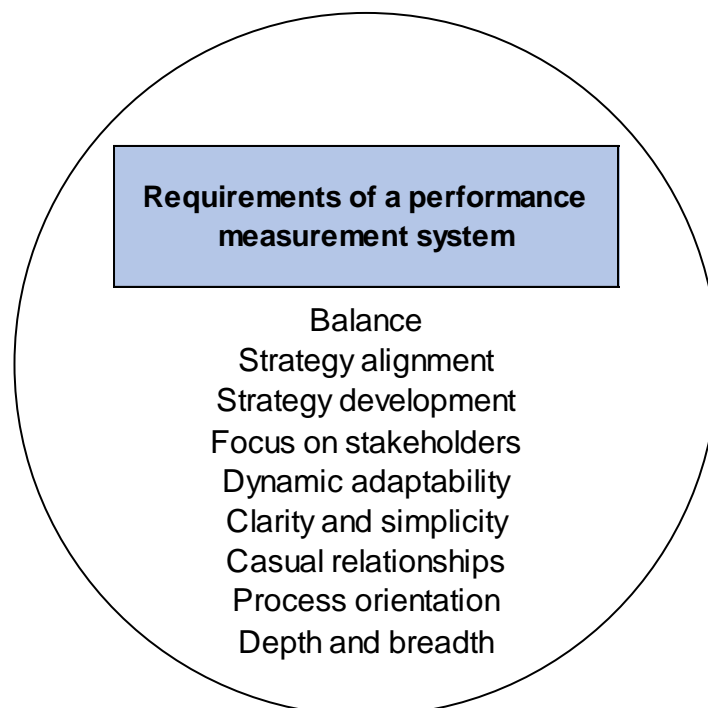 Requirements of a performance
measurement system
Balance
Strategy alignment
Strategy development
Focus on stakeholders
Dynamic adaptability
Clarity and simplicity
Casual relationships
Process orientation
Depth and breadth